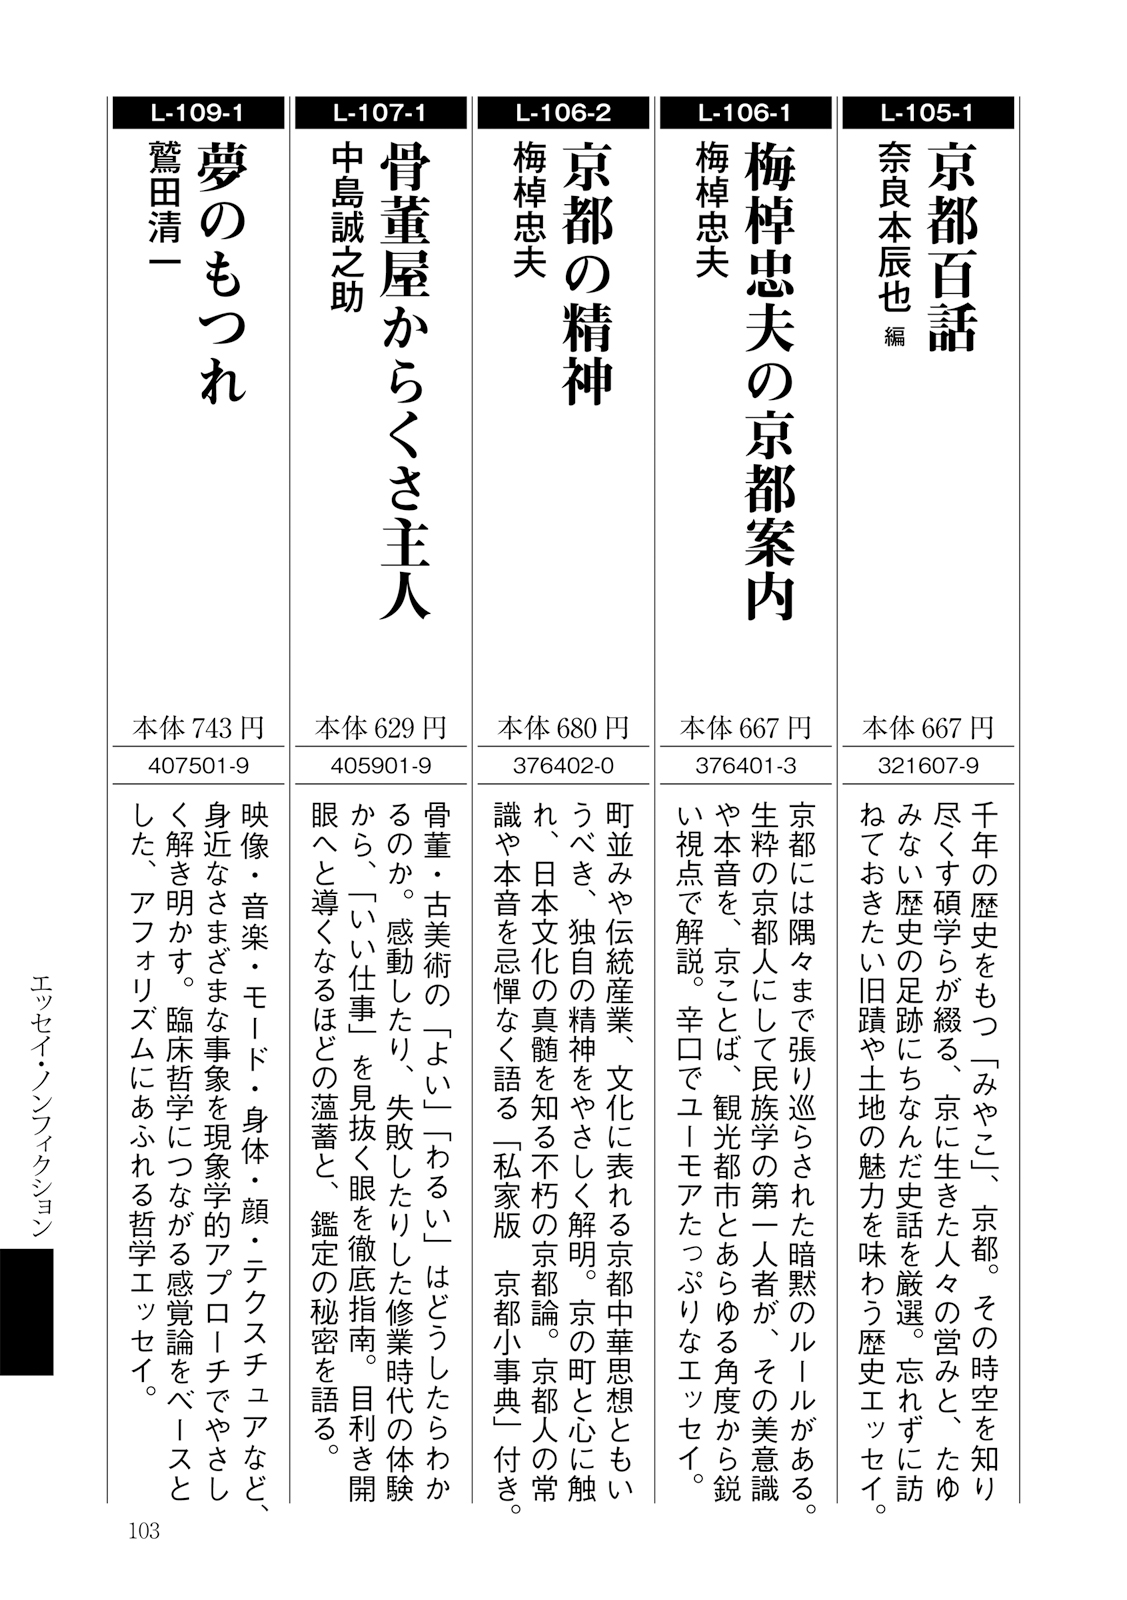 L-105-1
京都百話
奈良本辰也 編
本体 667 円
321607-9
千年の歴史をもつ「みやこ」、京都。その時空を知り
尽くす碩学らが綴る、京に生きた人々の営みと、たゆ
みない歴史の足跡にちなんだ史話を厳選。忘れずに訪
ねておきたい旧蹟や土地の魅力を味わう歴史エッセイ。
L-106-1
梅棹忠夫の京都案内
梅棹忠夫
本体 667 円
376401-3
京都には隅々まで張り巡らされた暗黙のルールがある。
生粋の京都人にして民族学の第一人者が、その美意識
や本音を、京ことば、観光都市とあらゆる角度から鋭
い視点で解説。辛口でユーモアたっぷりなエッセイ。
L-106-2
京都の精神
梅棹忠夫
本体 680 円
376402-0
町並みや伝統産業、文化に表れる京都中華思想ともい
うべき、独自の精神をやさしく解明。京の町と心に触
れ、日本文化の真髄を知る不朽の京都論。京都人の常
識や本音を忌憚なく語る「私家版　京都小事典」付き。
L-107-1
骨董屋からくさ主人
中島誠之助
本体 629 円
405901-9
骨董・古美術の「よい」「わるい」はどうしたらわか
るのか。感動したり、失敗したりした修業時代の体験
から、「いい仕事」を見抜く眼を徹底指南。目利き開
眼へと導くなるほどの薀蓄と、鑑定の秘密を語る。
L-109-1
夢のもつれ
鷲田清一
本体 743 円
407501-9
映像・音楽・モード・身体・顔・テクスチュアなど、
身近なさまざまな事象を現象学的アプローチでやさし
く解き明かす。臨床哲学につながる感覚論をベースと
した、アフォリズムにあふれる哲学エッセイ。
エッセイ・ノンフィクション
103